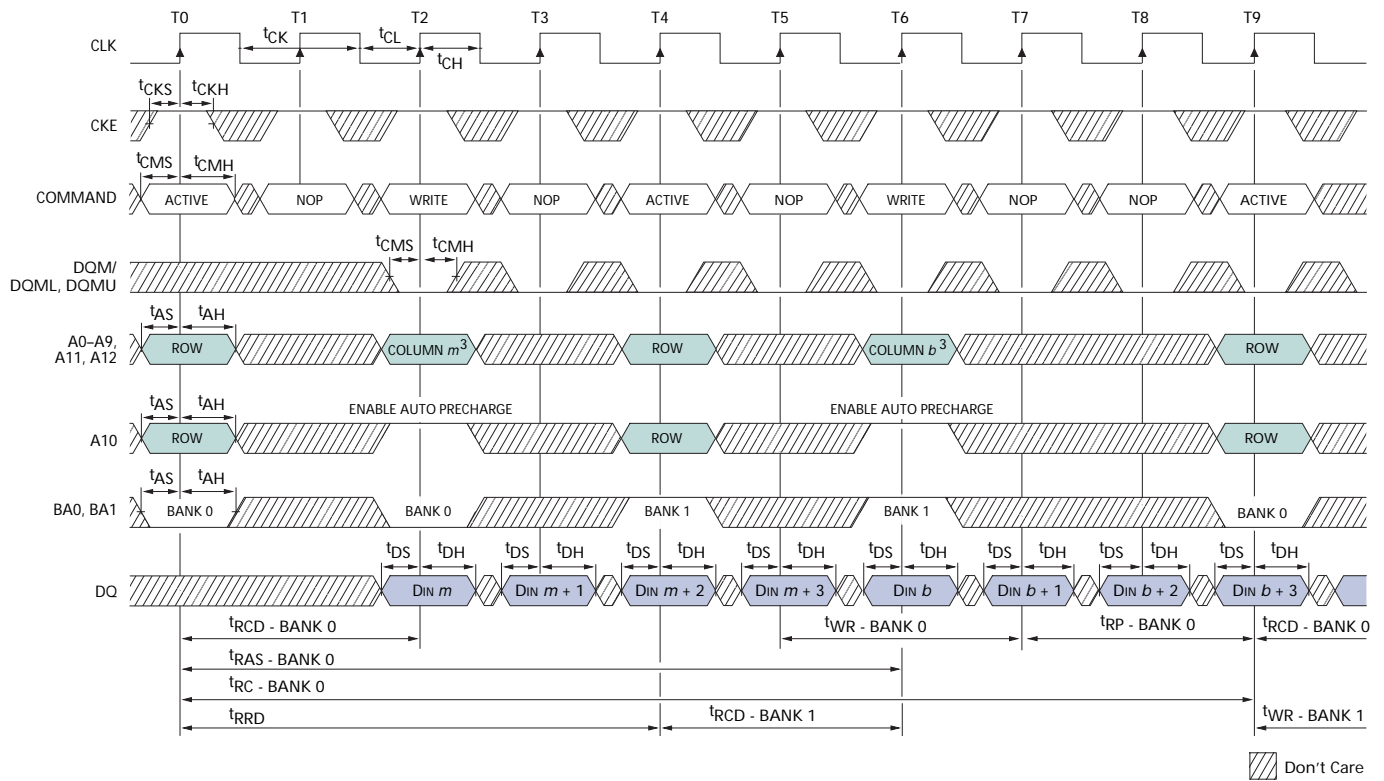 T0 T1 T2 T3 T4 T5 T6 T7 T8 T9
CLK
tCK tCL
tCH
tCKS tCKH
CKE
tCMS tCMH
COMMAND ACTIVE NOP WRITE NOP ACTIVE NOP WRITE NOP NOP ACTIVE
tCMS tCMH
DQM/
DQML, DQMU
tAS tAH
A0–A9,
A11, A12
ROW COLUMN m3 ROW COLUMN b3 ROW
tAS tAH
ENABLE AUTO PRECHARGE ENABLE AUTO PRECHARGE
A10 ROW ROW ROW
tAS tAH
BA0, BA1 BANK 0 BANK 0 BANK 1 BANK 1 BANK 0
tDS tDH tDS tDH tDS tDH tDS tDH tDS tDH tDS tDH tDS tDH tDS tDH
DQ DIN m DIN m + 1 DIN m + 2 DIN m + 3 DIN b DIN b + 1 DIN b + 2 DIN b + 3
tRCD - BANK 0 tWR - BANK 0 tRP - BANK 0 tRCD - BANK 0
tRAS - BANK 0
tRC - BANK 0
tRRD tRCD - BANK 1 tWR - BANK 1
Don't Care